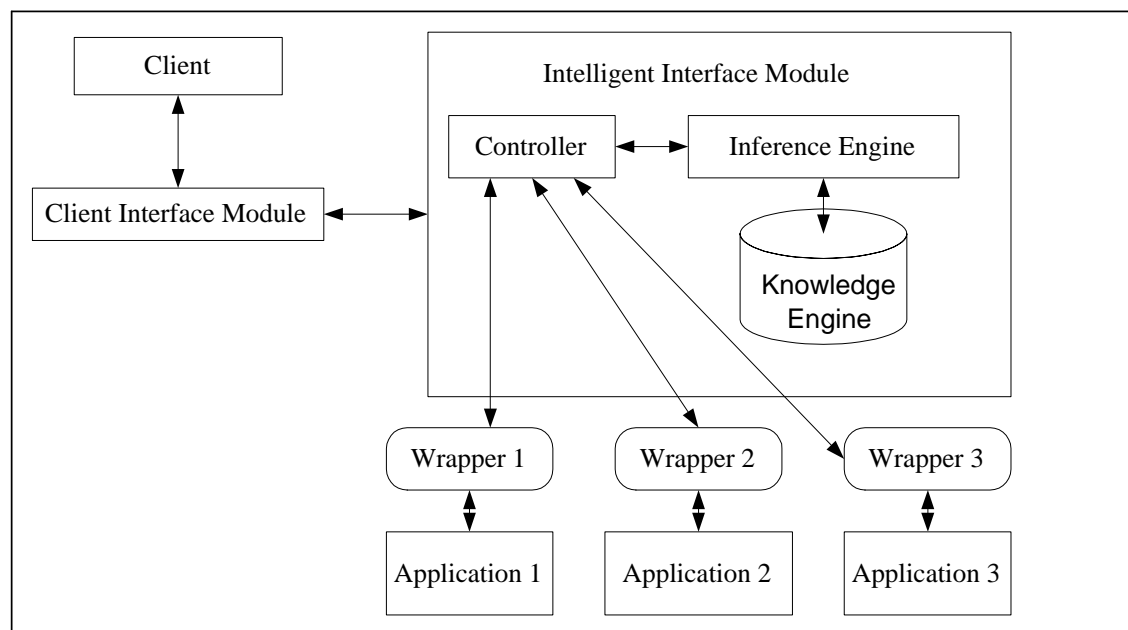 Client
Intelligent Interface Module
Controller
Inference Engine
Client Interface Module
Knowledge
Engine
Wrapper 1
Wrapper 2
Wrapper 3
Application 1
Application 2
Application 3